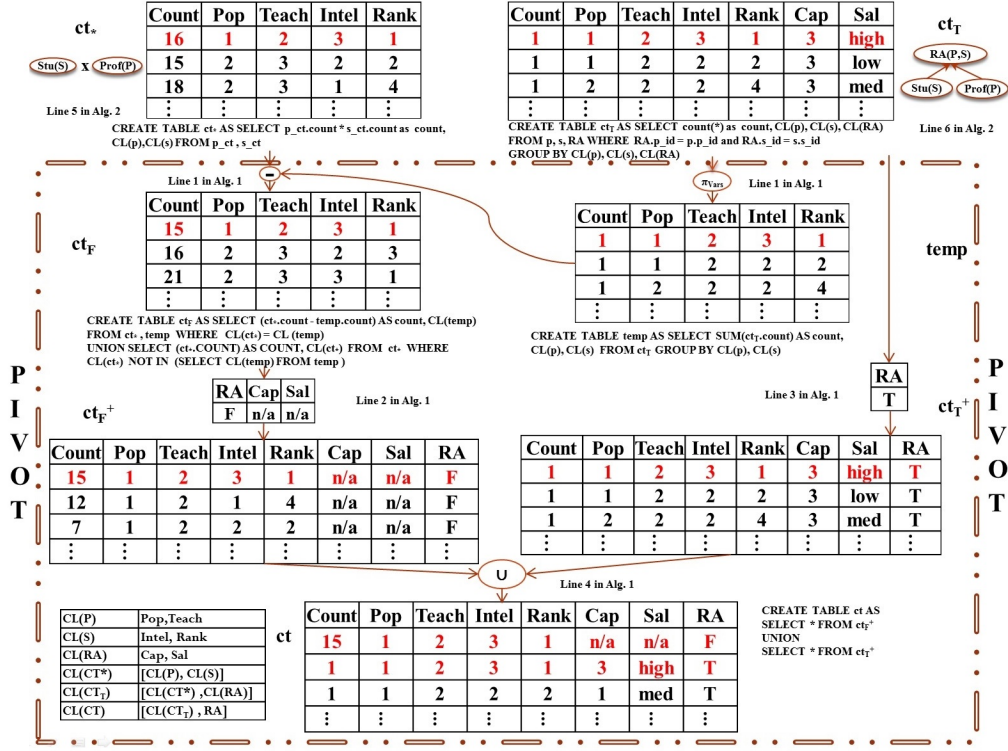 ct*
Count Pop Teach Intel Rank
16 1 2 3 1
15 2 3 2 2
18 2 3 1 4
⋮ ⋮ ⋮ ⋮ ⋮
Stu(S) x Prof(P)
Line 5 in Alg. 2
CREATE TABLE ct* AS SELECT p_ct.count * s_ct.count as count,
CL(p),CL(s) FROM p_ct , s_ct
Count Pop Teach Intel Rank Cap Sal
1 1 2 3 1 3 high
1 1 2 2 2 3 low
1 2 2 2 4 3 med
⋮ ⋮ ⋮ ⋮ ⋮ ⋮ ⋮
ctT
RA(P,S)
Stu(S) Prof(P)
Line 6 in Alg. 2
CREATE TABLE ctT AS SELECT count(*) as count, CL(p), CL(s), CL(RA)
FROM p, s, RA WHERE RA.p_id = p.p_id and RA.s_id = s.s_id
GROUP BY CL(p), CL(s), CL(RA)
Line 1 in Alg. 1
-
πVars
Line 1 in Alg. 1
ctF
Count Pop Teach Intel Rank
15 1 2 3 1
16 2 3 2 3
21 2 3 3 1
⋮ ⋮ ⋮ ⋮ ⋮
CREATE TABLE ctF AS SELECT (ct*.count - temp.count) AS count, CL(temp)
FROM ct* , temp WHERE CL(ct*) = CL (temp)
UNION SELECT (ct*.COUNT) AS COUNT, CL(ct*) FROM ct* WHERE
CL(ct*) NOT IN (SELECT CL(temp) FROM temp )
temp
Count Pop Teach Intel Rank
1 1 2 3 1
1 1 2 2 2
1 2 2 2 4
⋮ ⋮ ⋮ ⋮ ⋮
CREATE TABLE temp AS SELECT SUM(ctT.count) AS count,
CL(p), CL(s) FROM ctT GROUP BY CL(p), CL(s)
PIVOT
PIVOT
RA Cap Sal
F n/a n/a
Line 2 in Alg. 1
RA
T
Line 3 in Alg. 1
ctF+
Count Pop Teach Intel Rank Cap Sal RA
15 1 2 3 1 n/a n/a F
12 1 2 1 4 n/a n/a F
7 1 2 2 2 n/a n/a F
⋮ ⋮ ⋮ ⋮ ⋮ ⋮ ⋮ ⋮
ctT+
Count Pop Teach Intel Rank Cap Sal RA
1 1 2 3 1 3 high T
1 1 2 2 2 3 low T
1 2 2 2 4 3 med T
⋮ ⋮ ⋮ ⋮ ⋮ ⋮ ⋮ ⋮
∪
Line 4 in Alg. 1
CL(P) Pop,Teach
CL(S) Intel, Rank
CL(RA) Cap, Sal
CL(CT*) [CL(P), CL(S)]
CL(CTT) [CL(CT*) ,CL(RA)]
CL(CT) [CL(CTT) , RA]
ct
Count Pop Teach Intel Rank Cap Sal RA
15 1 2 3 1 n/a n/a F
1 1 2 3 1 3 high T
1 1 2 2 2 1 med T
⋮ ⋮ ⋮ ⋮ ⋮ ⋮ ⋮ ⋮
CREATE TABLE ct AS
SELECT * FROM ctF+
UNION
SELECT * FROM ctT+